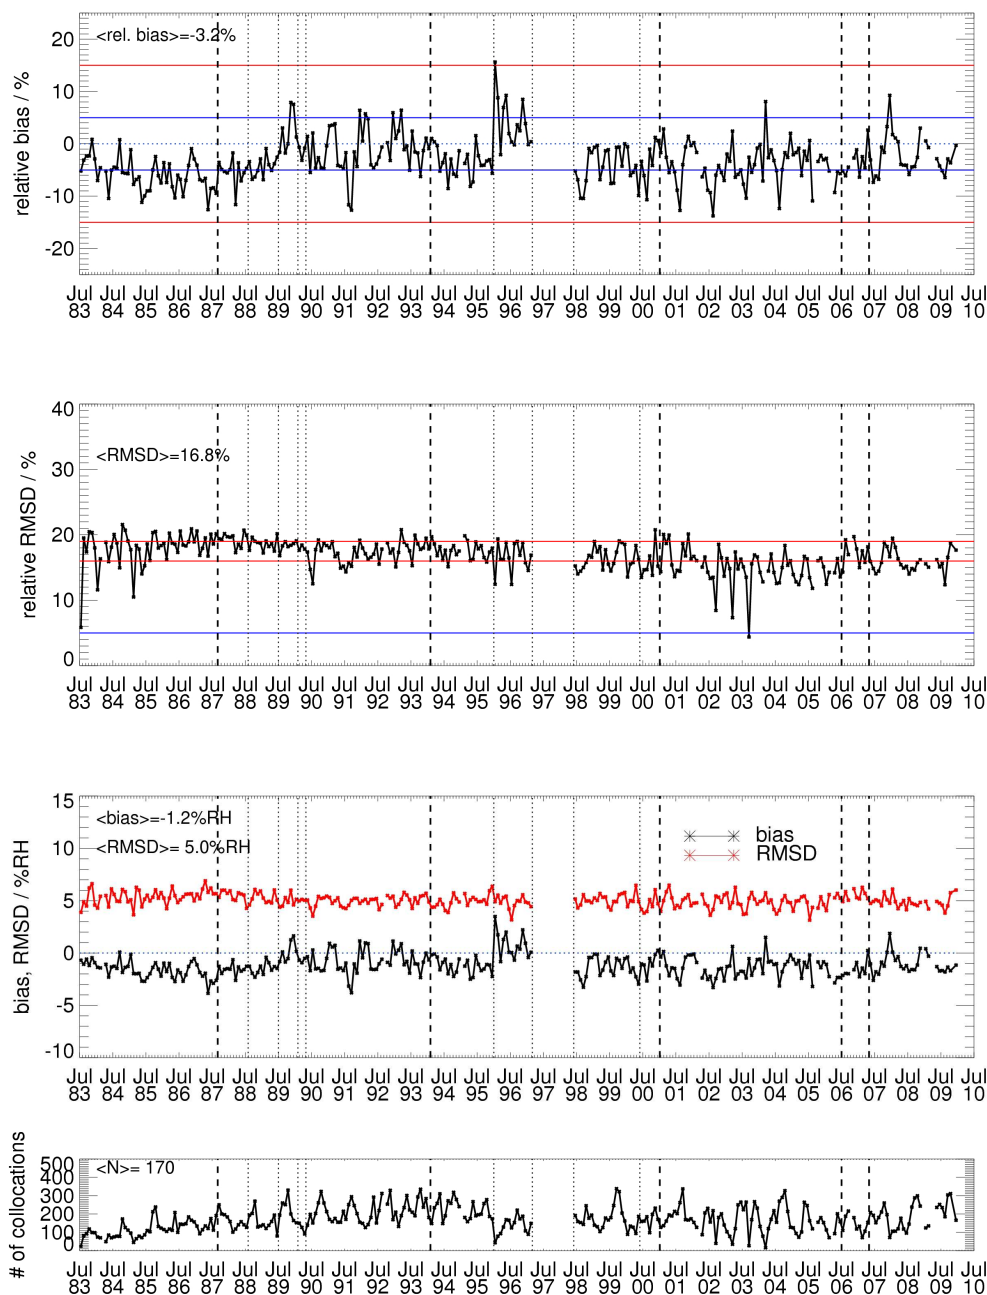 <rel. bias>=-3.2%
relative bias / %
20
10
0
-10
-20
Jul Jul Jul Jul Jul Jul Jul Jul Jul Jul Jul Jul Jul Jul Jul Jul Jul Jul Jul Jul Jul Jul Jul Jul Jul Jul Jul Jul
83 84 85 86 87 88 89 90 91 92 93 94 95 96 97 98 99 00 01 02 03 04 05 06 07 08 09 10
<RMSD>=16.8%
relative RMSD / %
40
30
20
10
0
Jul Jul Jul Jul Jul Jul Jul Jul Jul Jul Jul Jul Jul Jul Jul Jul Jul Jul Jul Jul Jul Jul Jul Jul Jul Jul Jul Jul
83 84 85 86 87 88 89 90 91 92 93 94 95 96 97 98 99 00 01 02 03 04 05 06 07 08 09 10
<bias>=-1.2%RH
<RMSD>= 5.0%RH
bias
RMSD
bias, RMSD / %RH
15
10
5
0
-5
-10
Jul Jul Jul Jul Jul Jul Jul Jul Jul Jul Jul Jul Jul Jul Jul Jul Jul Jul Jul Jul Jul Jul Jul Jul Jul Jul Jul Jul
83 84 85 86 87 88 89 90 91 92 93 94 95 96 97 98 99 00 01 02 03 04 05 06 07 08 09 10
<N>= 170
# of collocations
500
400
300
200
100
0
Jul Jul Jul Jul Jul Jul Jul Jul Jul Jul Jul Jul Jul Jul Jul Jul Jul Jul Jul Jul Jul Jul Jul Jul Jul Jul Jul Jul
83 84 85 86 87 88 89 90 91 92 93 94 95 96 97 98 99 00 01 02 03 04 05 06 07 08 09 10